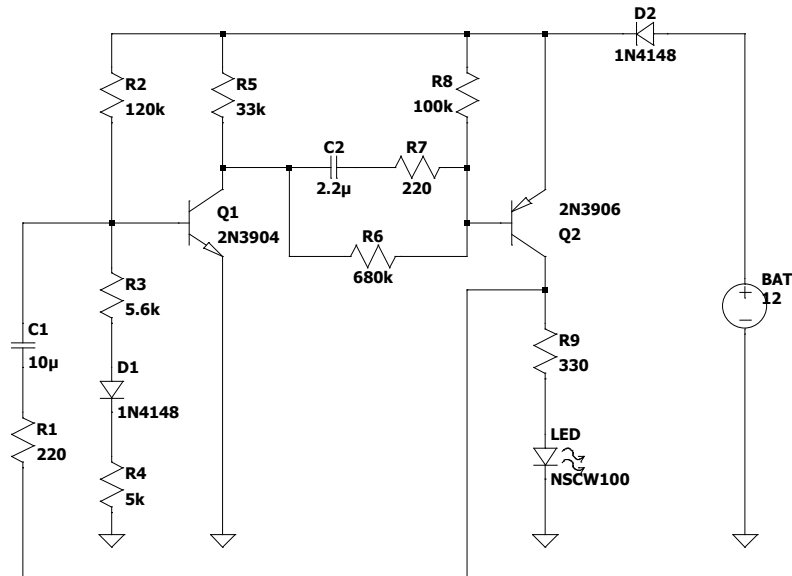 D2
1N4148
R2
120k
R5
33k
R8
100k
C2
2.2µ
R7
220
Q1
2N3904
R6
680k
2N3906
Q2
R3
5.6k
BAT
12
C1
10µ
D1
1N4148
R9
330
R1
220
R4
5k
LED
NSCW100